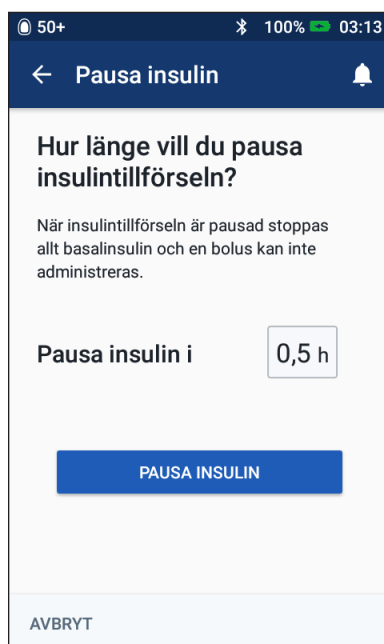 50+ 100% 03:13
Pausa insulin
Hur länge vill du pausa
insulintillförseln?
När insulintillförseln är pausad stoppas
allt basalinsulin och en bolus kan inte
administreras.
Pausa insulin i 0,5 h
PAUSA INSULIN
AVBRYT